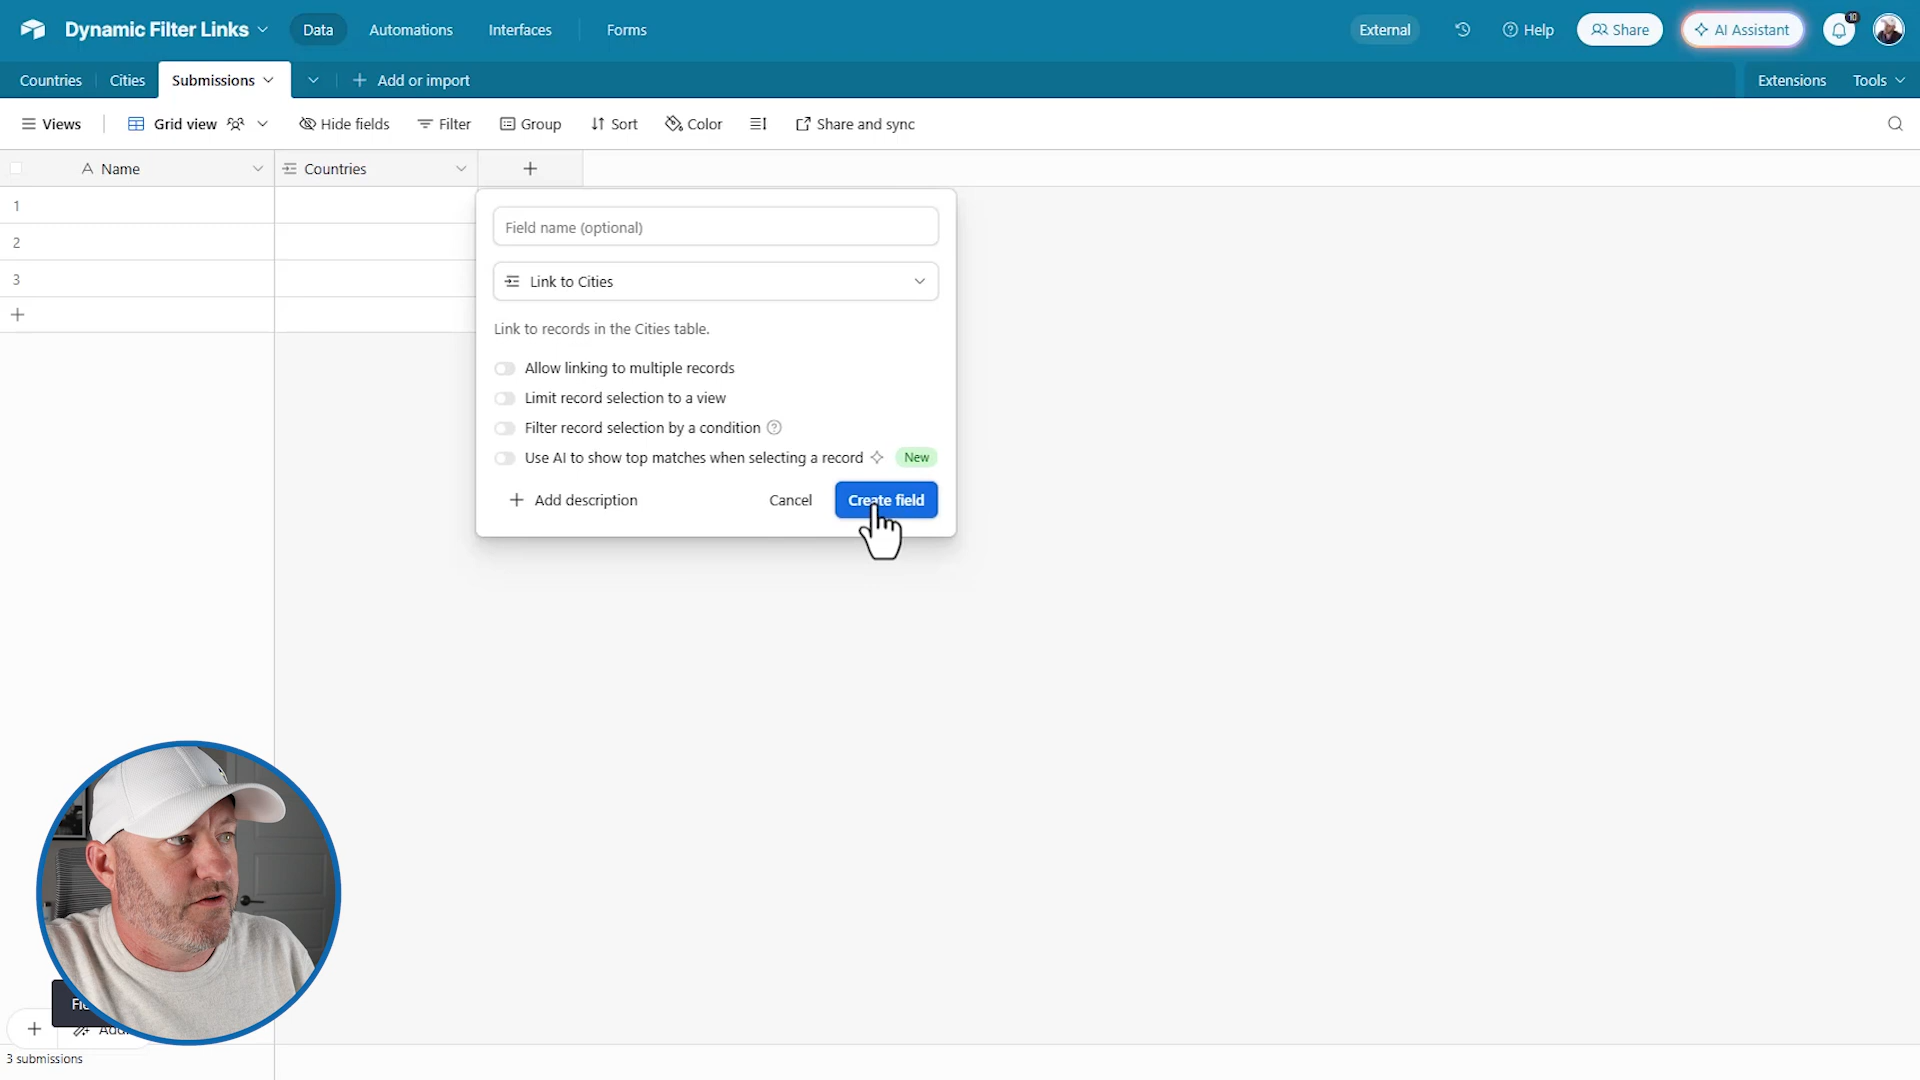 Dynamic Filter Links
Data
Automations
Interfaces
Forms
External
Help
Share
AI Assistant
10
Countries
Cities
Submissions
Add or import
Extensions
Tools
Views
Grid view
Hide fields
Filter
Group
Sort
Color
Share and sync
A Name
Countries
1
2
3
Field name (optional)
Link to Cities
Link to records in the Cities table.
Allow linking to multiple records
Limit record selection to a view
Filter record selection by a condition
Use AI to show top matches when selecting a record New
Add description
Cancel
Create field
3 submissions